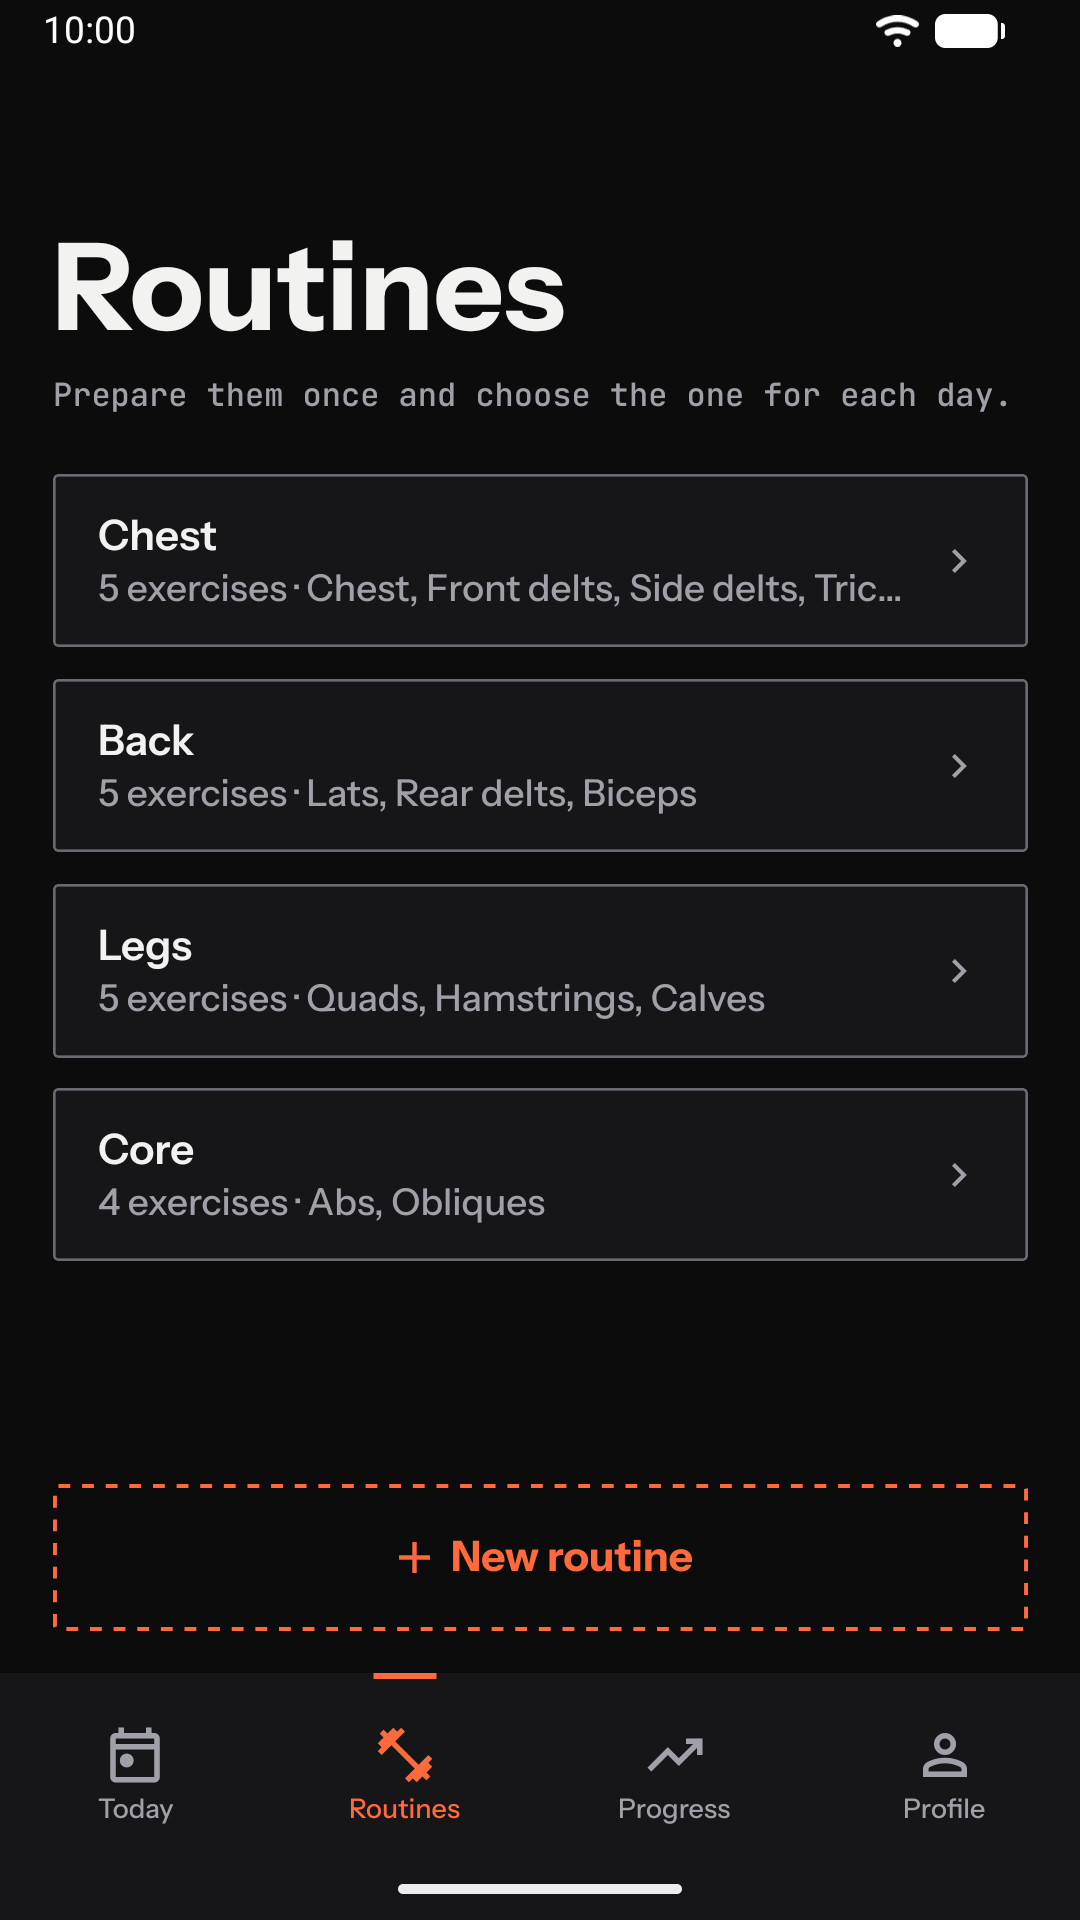 10:00
Routines
Prepare them once and choose the one for each day.
Chest
5 exercises · Chest, Front delts, Side delts, Tric...
Back
5 exercises · Lats, Rear delts, Biceps
Legs
5 exercises · Quads, Hamstrings, Calves
Core
4 exercises · Abs, Obliques
+ New routine
Today
Routines
Progress
Profile